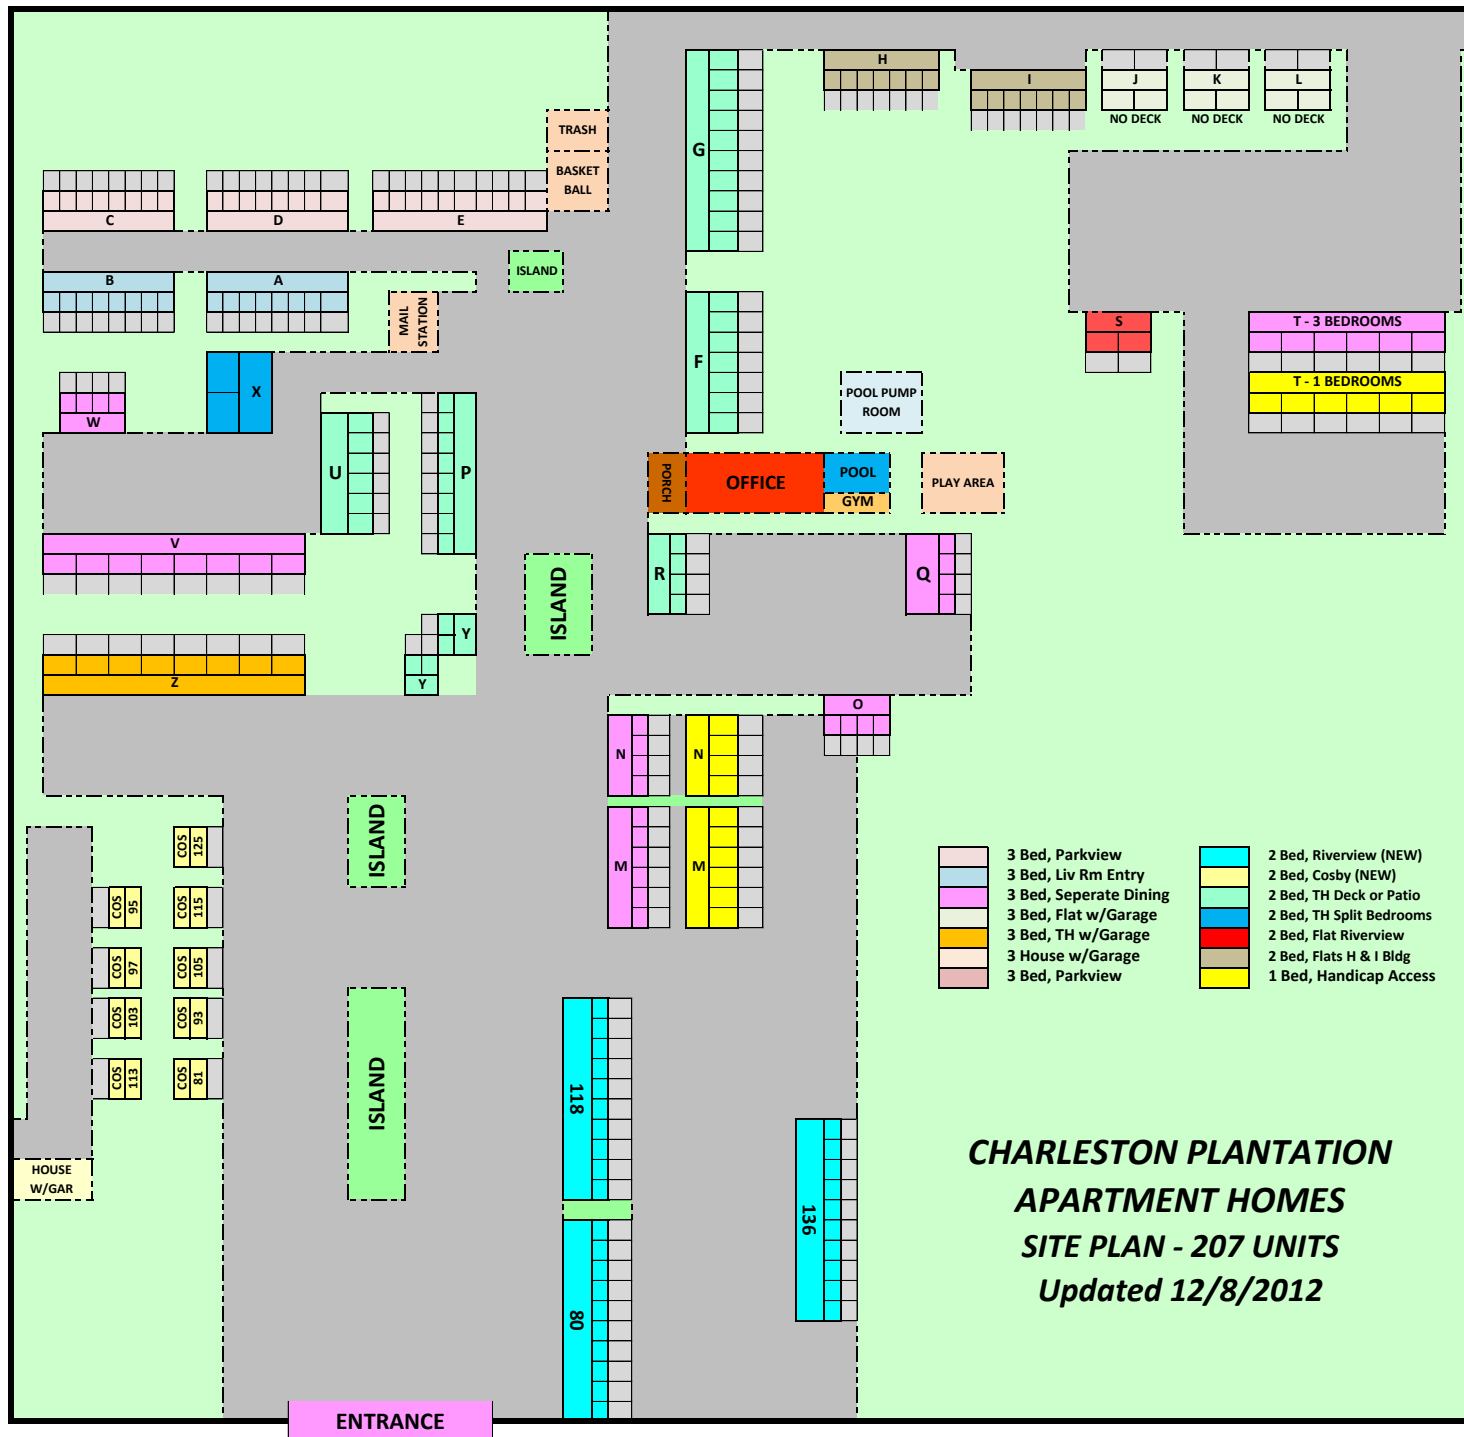 H
I
J
K
L
NO DECK
NO DECK
NO DECK
TRASH
BASKET
BALL
G
C
D
E
B
A
ISLAND
MAIL
STATION
F
S
T - 3 BEDROOMS
T - 1 BEDROOMS
X
W
POOL PUMP
ROOM
U
P
PORCH
OFFICE
POOL
GYM
PLAY AREA
V
R
Q
ISLAND
Y
Y
Z
O
N
N
M
M
ISLAND
COS
125
COS
95
COS
115
COS
97
COS
105
COS
103
COS
93
COS
113
COS
81
3 Bed, Parkview
3 Bed, Liv Rm Entry
3 Bed, Seperate Dining
3 Bed, Flat w/Garage
3 Bed, TH w/Garage
3 House w/Garage
3 Bed, Parkview
2 Bed, Riverview (NEW)
2 Bed, Cosby (NEW)
2 Bed, TH Deck or Patio
2 Bed, TH Split Bedrooms
2 Bed, Flat Riverview
2 Bed, Flats H & I Bldg
1 Bed, Handicap Access
ISLAND
118
136
80
HOUSE
W/GAR
CHARLESTON PLANTATION
APARTMENT HOMES
SITE PLAN - 207 UNITS
Updated 12/8/2012
ENTRANCE